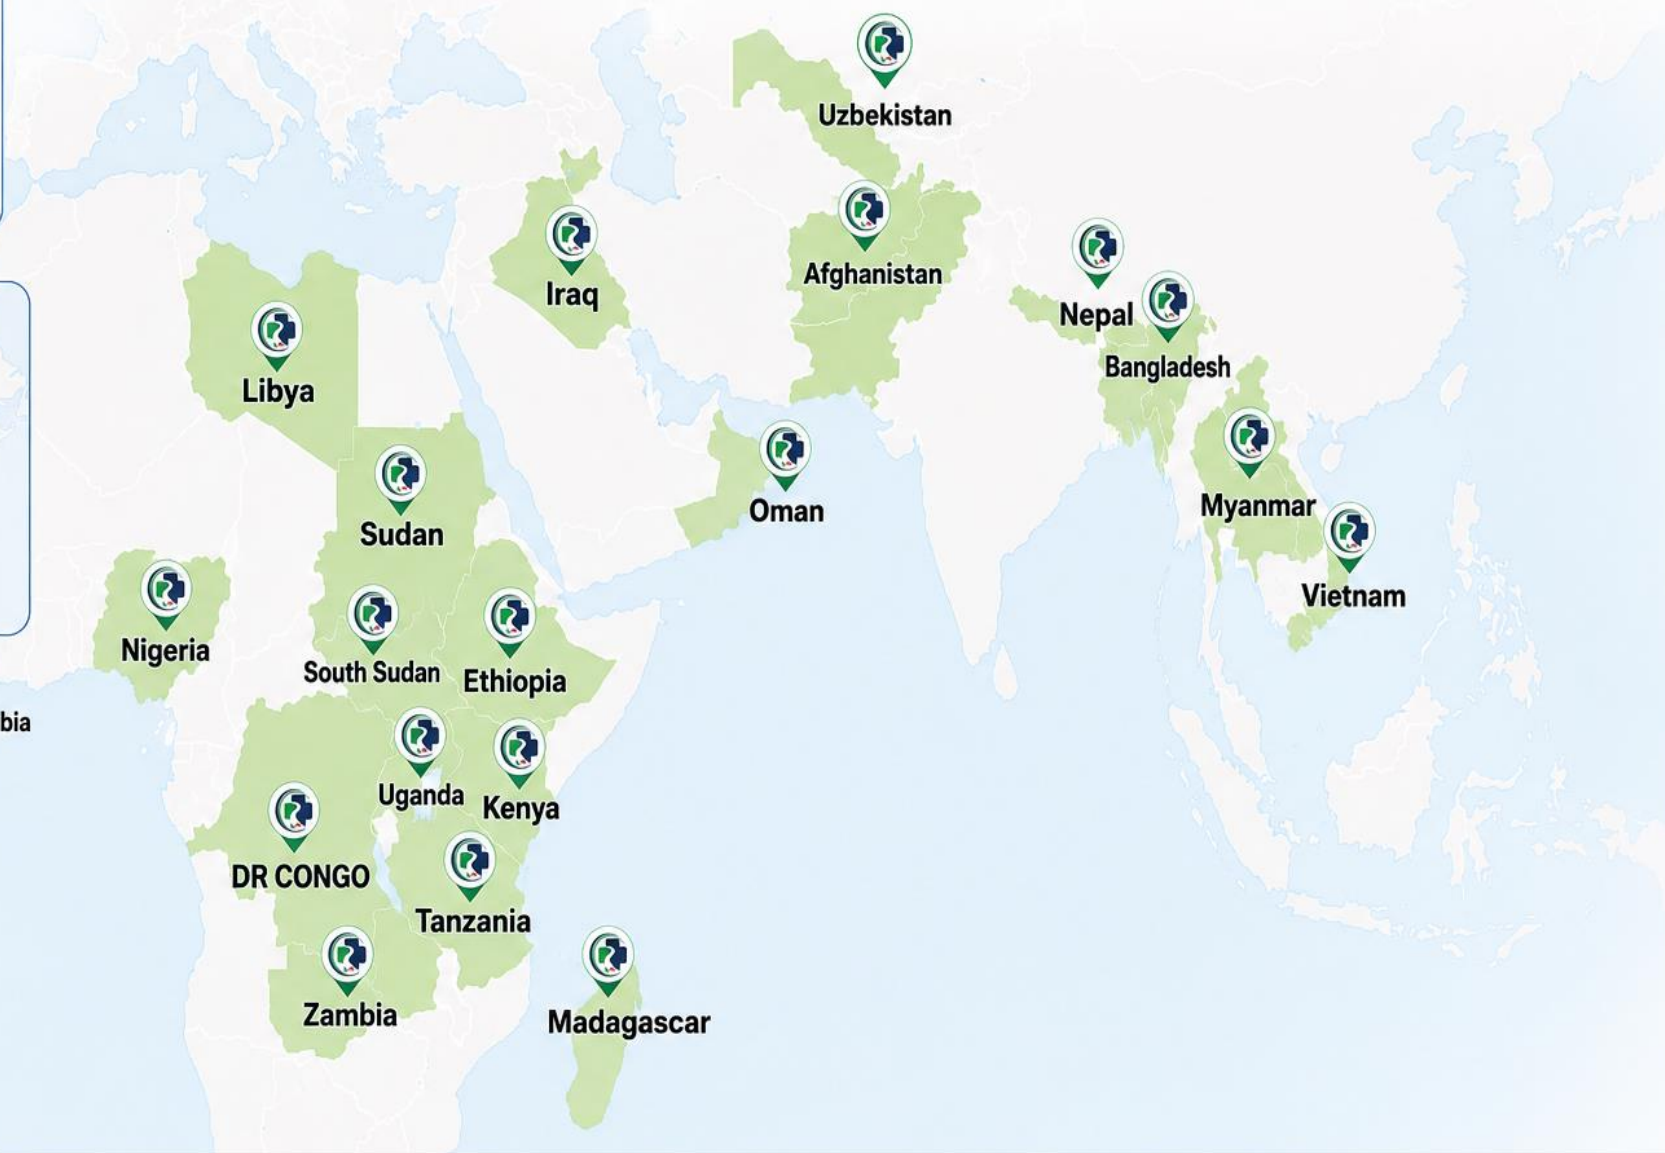 Uzbekistan
Afghanistan
Iraq
Nepal
Bangladesh
Libya
Myanmar
Oman
Sudan
Vietnam
Nigeria
South Sudan
Ethiopia
bia
Uganda
Kenya
DR CONGO
Tanzania
Zambia
Madagascar